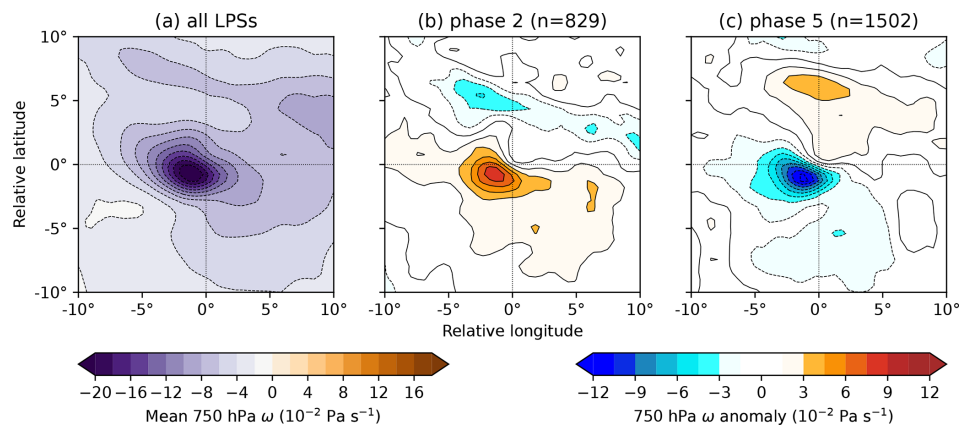 (a) all LPSs
(b) phase 2 (n=829)
(c) phase 5 (n=1502)
10°
5°
0°
-5°
-10°
Relative latitude
-10° -5° 0° 5° 10°
-10° -5° 0° 5° 10°
-10° -5° 0° 5° 10°
Relative longitude
−20 −16 −12 −8 −4 0 4 8 12 16
Mean 750 hPa ω (10⁻² Pa s⁻¹)
−12 −9 −6 −3 0 3 6 9 12
750 hPa ω anomaly (10⁻² Pa s⁻¹)